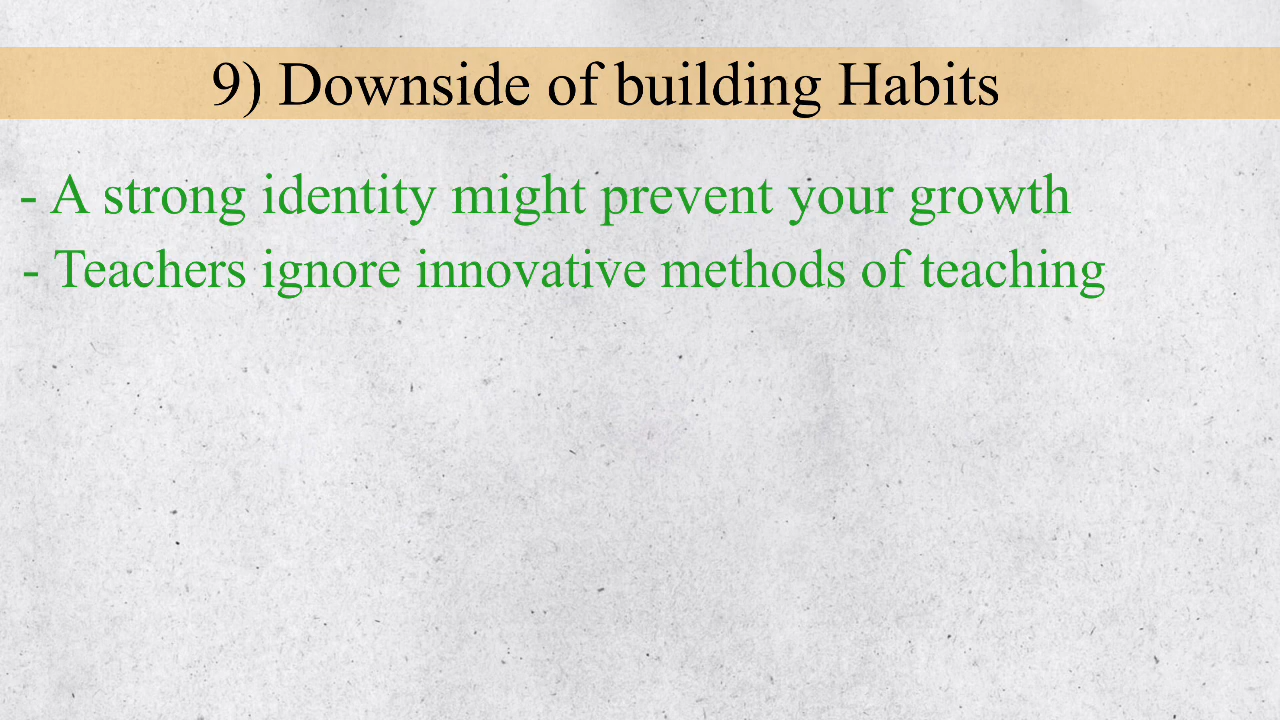 9) Downside of building Habits
- A strong identity might prevent your growth
- Teachers ignore innovative methods of teaching